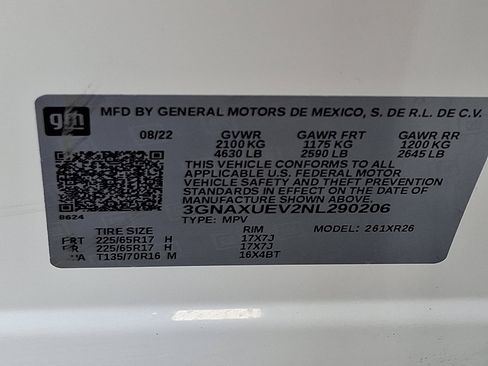 gm MFD BY GENERAL MOTORS DE MEXICO, S. DE R.L. DE C.V.
08/22 GVWR GAWR FRT GAWR RR
2100 KG 1175 KG 1200 KG
4630 LB 2590 LB 2645 LB
THIS VEHICLE CONFORMS TO ALL
APPLICABLE U.S. FEDERAL MOTOR
VEHICLE SAFETY AND THEFT PREVENTION
STANDARDS IN EFFECT ON THE DATE OF
MANUFACTURE SHOWN ABOVE.
3GNAXUEV2NL290206
8624 TYPE: MPV
TIRE SIZE RIM MODEL: 261XR26
FRT 225/65R17 H 17X7J
RR 225/65R17 H 17X7J
T135/70R16 M 16X4BT